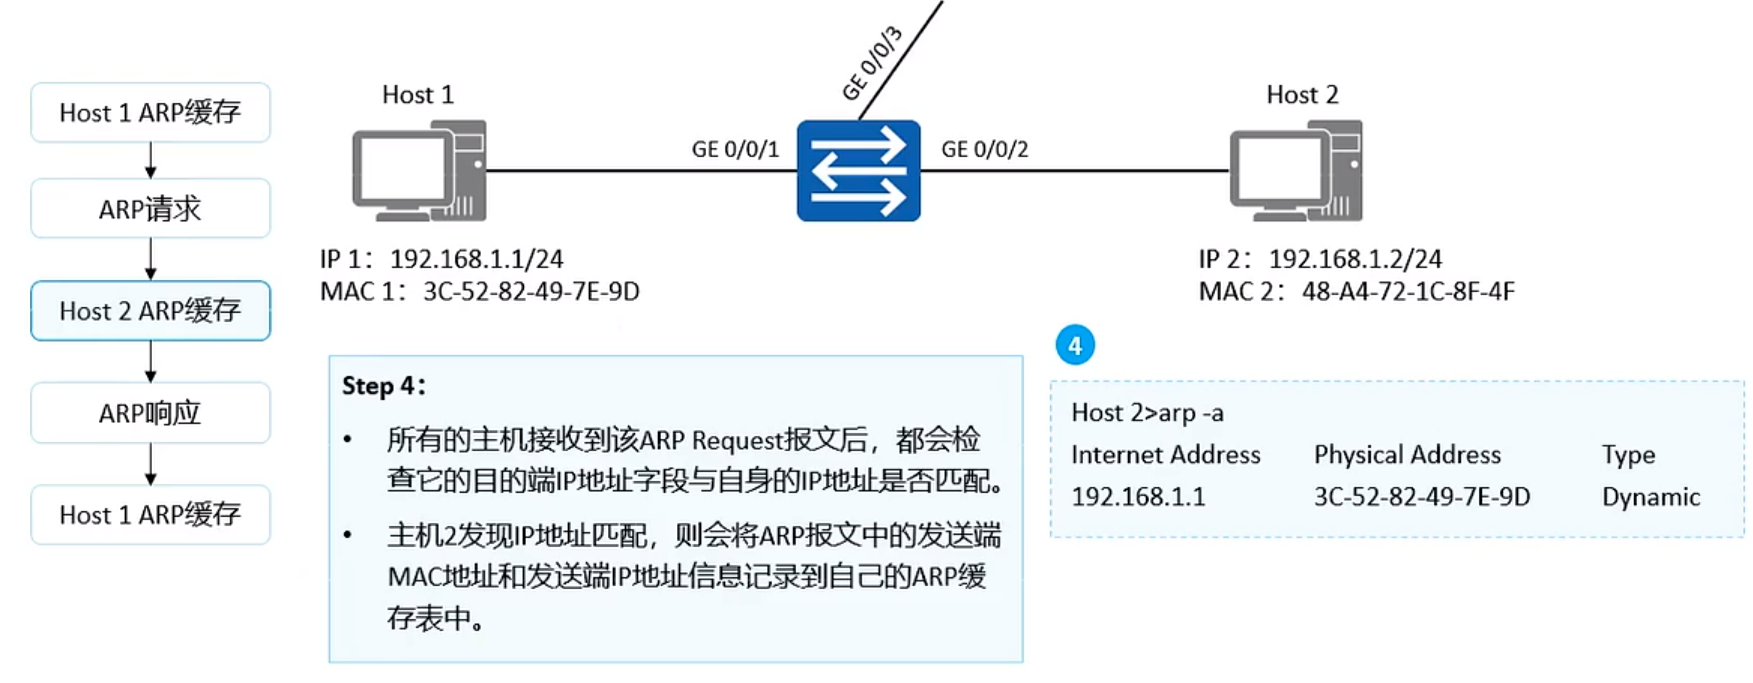 Host 1 ARP缓存
ARP请求
Host 2 ARP缓存
ARP响应
Host 1 ARP缓存
GE 0/0/3
Host 1
Host 2
GE 0/0/1
GE 0/0/2
IP 1：192.168.1.1/24
MAC 1：3C-52-82-49-7E-9D
IP 2：192.168.1.2/24
MAC 2：48-A4-72-1C-8F-4F
Step 4：
• 所有的主机接收到该ARP Request报文后，都会检
查它的目的端IP地址字段与自身的IP地址是否匹配。
• 主机2发现IP地址匹配，则会将ARP报文中的发送端
MAC地址和发送端IP地址信息记录到自己的ARP缓
存表中。
4
Host 2>arp -a
Internet Address Physical Address Type
192.168.1.1 3C-52-82-49-7E-9D Dynamic